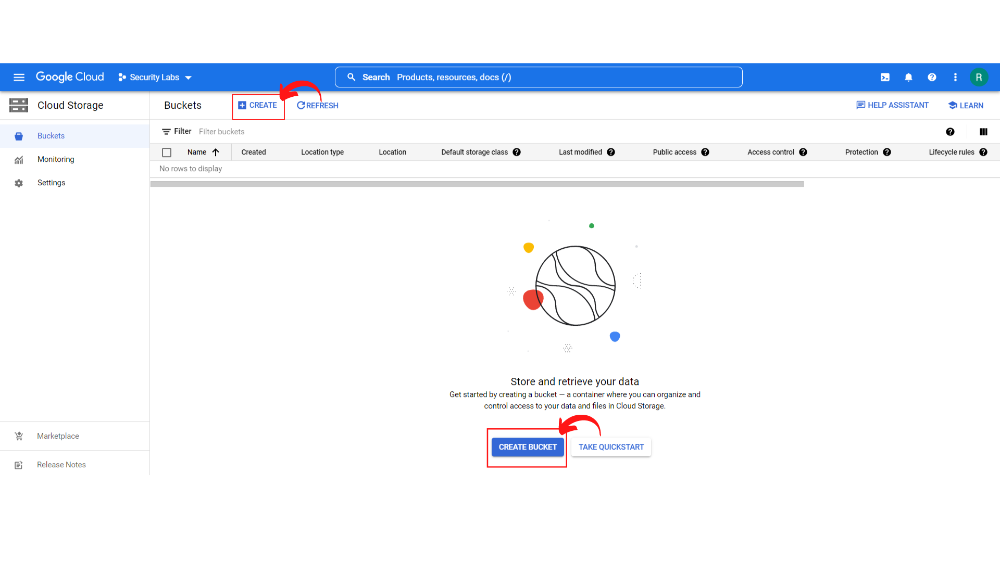 Google Cloud Security Labs Search Products, resources, docs (/) R
Cloud Storage Buckets CREATE REFRESH HELP ASSISTANT LEARN
Buckets
Monitoring
Settings
Filter Filter buckets
Name Created Location type Location Default storage class Last modified Public access Access control Protection Lifecycle rules
No rows to display
Store and retrieve your data
Get started by creating a bucket — a container where you can organize and
control access to your data and files in Cloud Storage.
CREATE BUCKET TAKE QUICKSTART
Marketplace
Release Notes